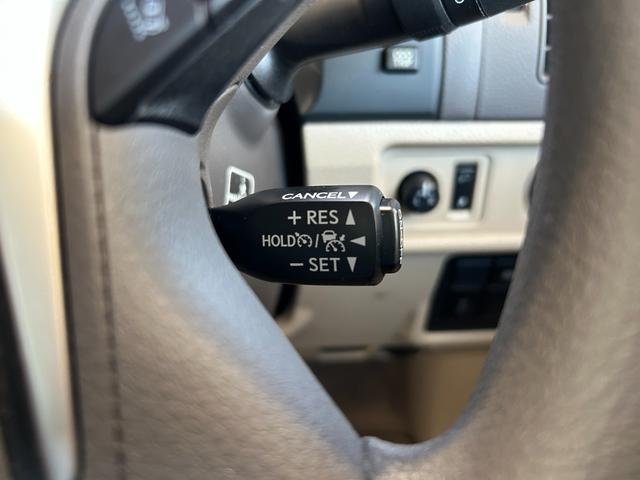 CANCEL▼
+ RES ▲
HOLD / ◀
− SET ▼